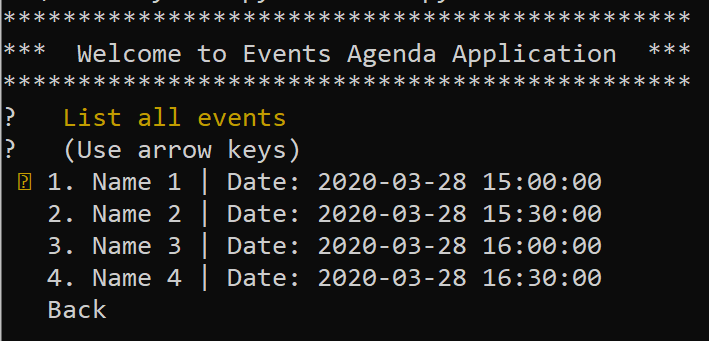 **********************************************
***  Welcome to Events Agenda Application  ***
**********************************************
?   List all events
?   (Use arrow keys)
1. Name 1 | Date: 2020-03-28 15:00:00
2. Name 2 | Date: 2020-03-28 15:30:00
3. Name 3 | Date: 2020-03-28 16:00:00
4. Name 4 | Date: 2020-03-28 16:30:00
Back